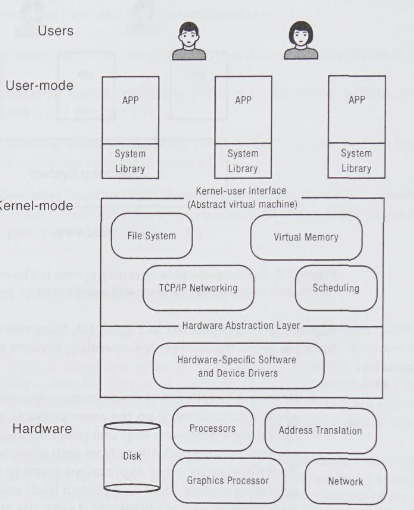 Users
User-mode
APP
APP
APP
System
Library
System
Library
System
Library
Kernel-mode
Kernel-user Interface
(Abstract virtual machine)
File System
Virtual Memory
TCP/IP Networking
Scheduling
Hardware Abstraction Layer
Hardware-Specific Software
and Device Drivers
Hardware
Disk
Processors
Address Translation
Graphics Processor
Network